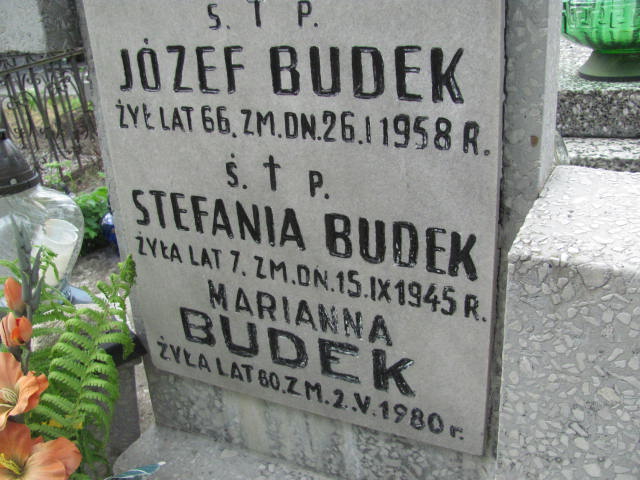 Ś. † P.
JÓZEF BUDEK
ŻYŁ LAT 66. ZM. DN. 26. I 1958 R.
Ś. † P.
STEFANIA BUDEK
ŻYŁA LAT 7. ZM. DN. 15. IX 1945 R.
MARIANNA
BUDEK
ŻYŁA LAT 80. ZM. 2. V. 1980 r.